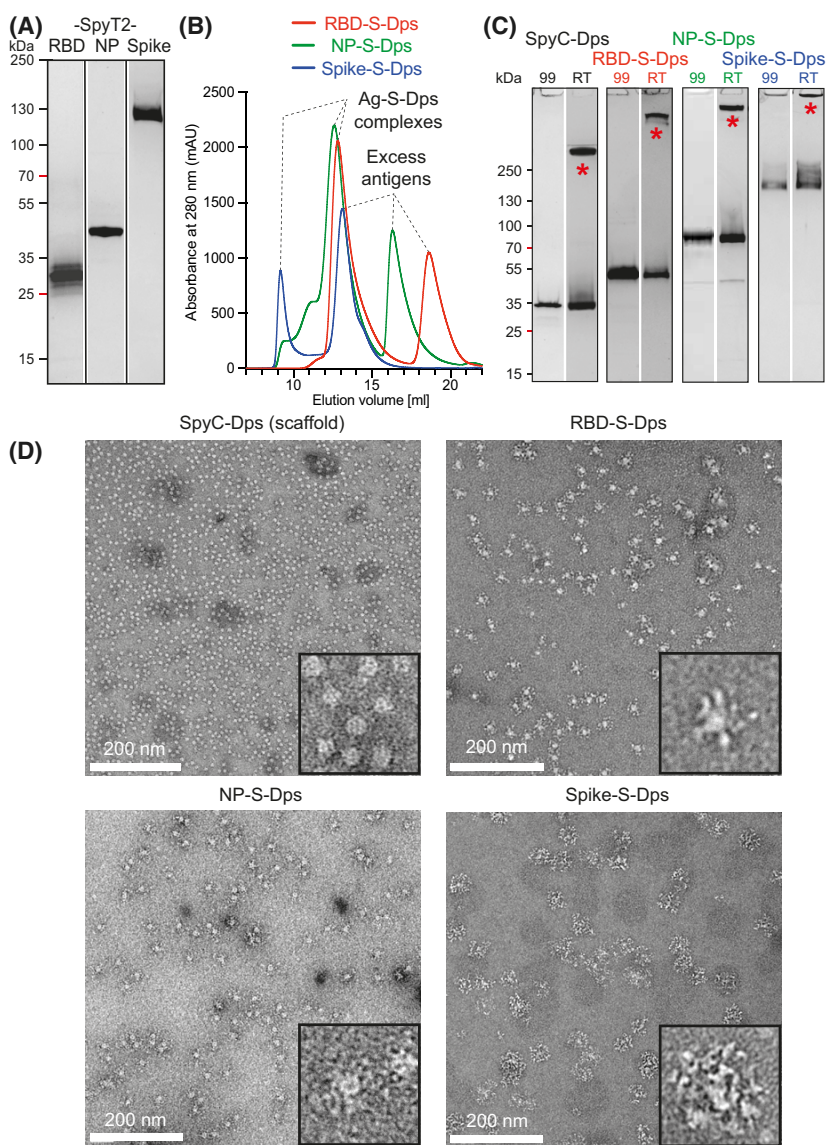 (A)
-SpyT2-
kDa RBD NP Spike
250
130
100
70
55
35
25
15
(B)
RBD-S-Dps
NP-S-Dps
Spike-S-Dps
Absorbance at 280 nm (mAU)
2500
2000
1500
1000
500
0
10 15 20
Elution volume [ml]
Ag-S-Dps
complexes
Excess
antigens
(C)
SpyC-Dps
RBD-S-Dps
NP-S-Dps
Spike-S-Dps
kDa 99 RT 99 RT 99 RT 99 RT
* * * *
250
130
100
70
55
35
25
15
(D)
SpyC-Dps (scaffold)
200 nm
RBD-S-Dps
200 nm
NP-S-Dps
200 nm
Spike-S-Dps
200 nm